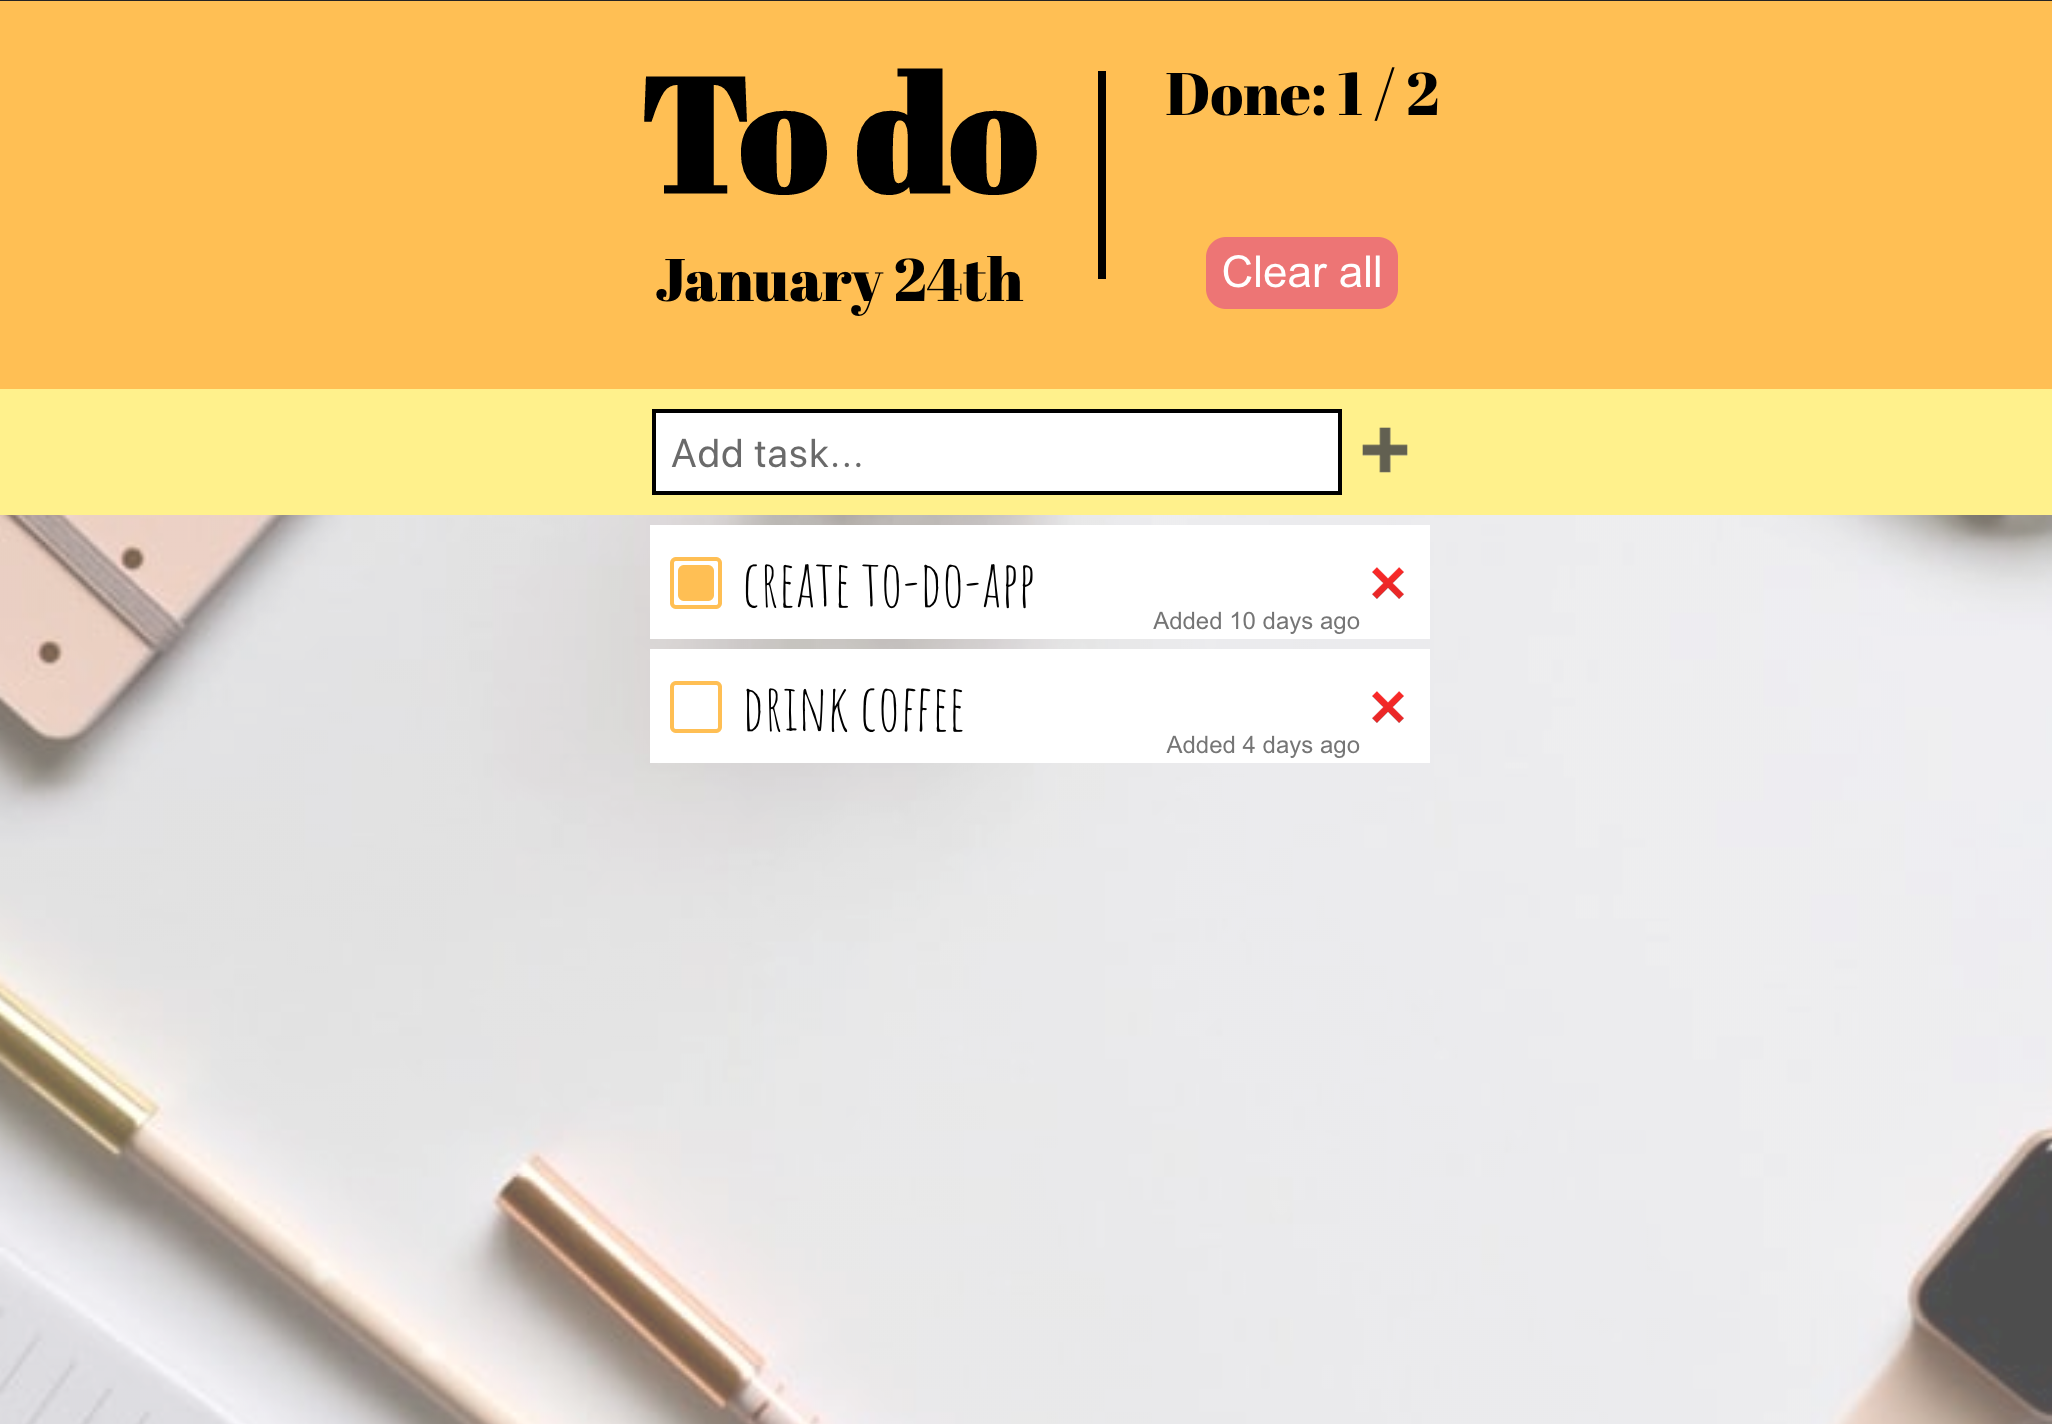 To do
January 24th
Done: 1 / 2
Clear all
Add task...
CREATE TO-DO-APP
Added 10 days ago
DRINK COFFEE
Added 4 days ago